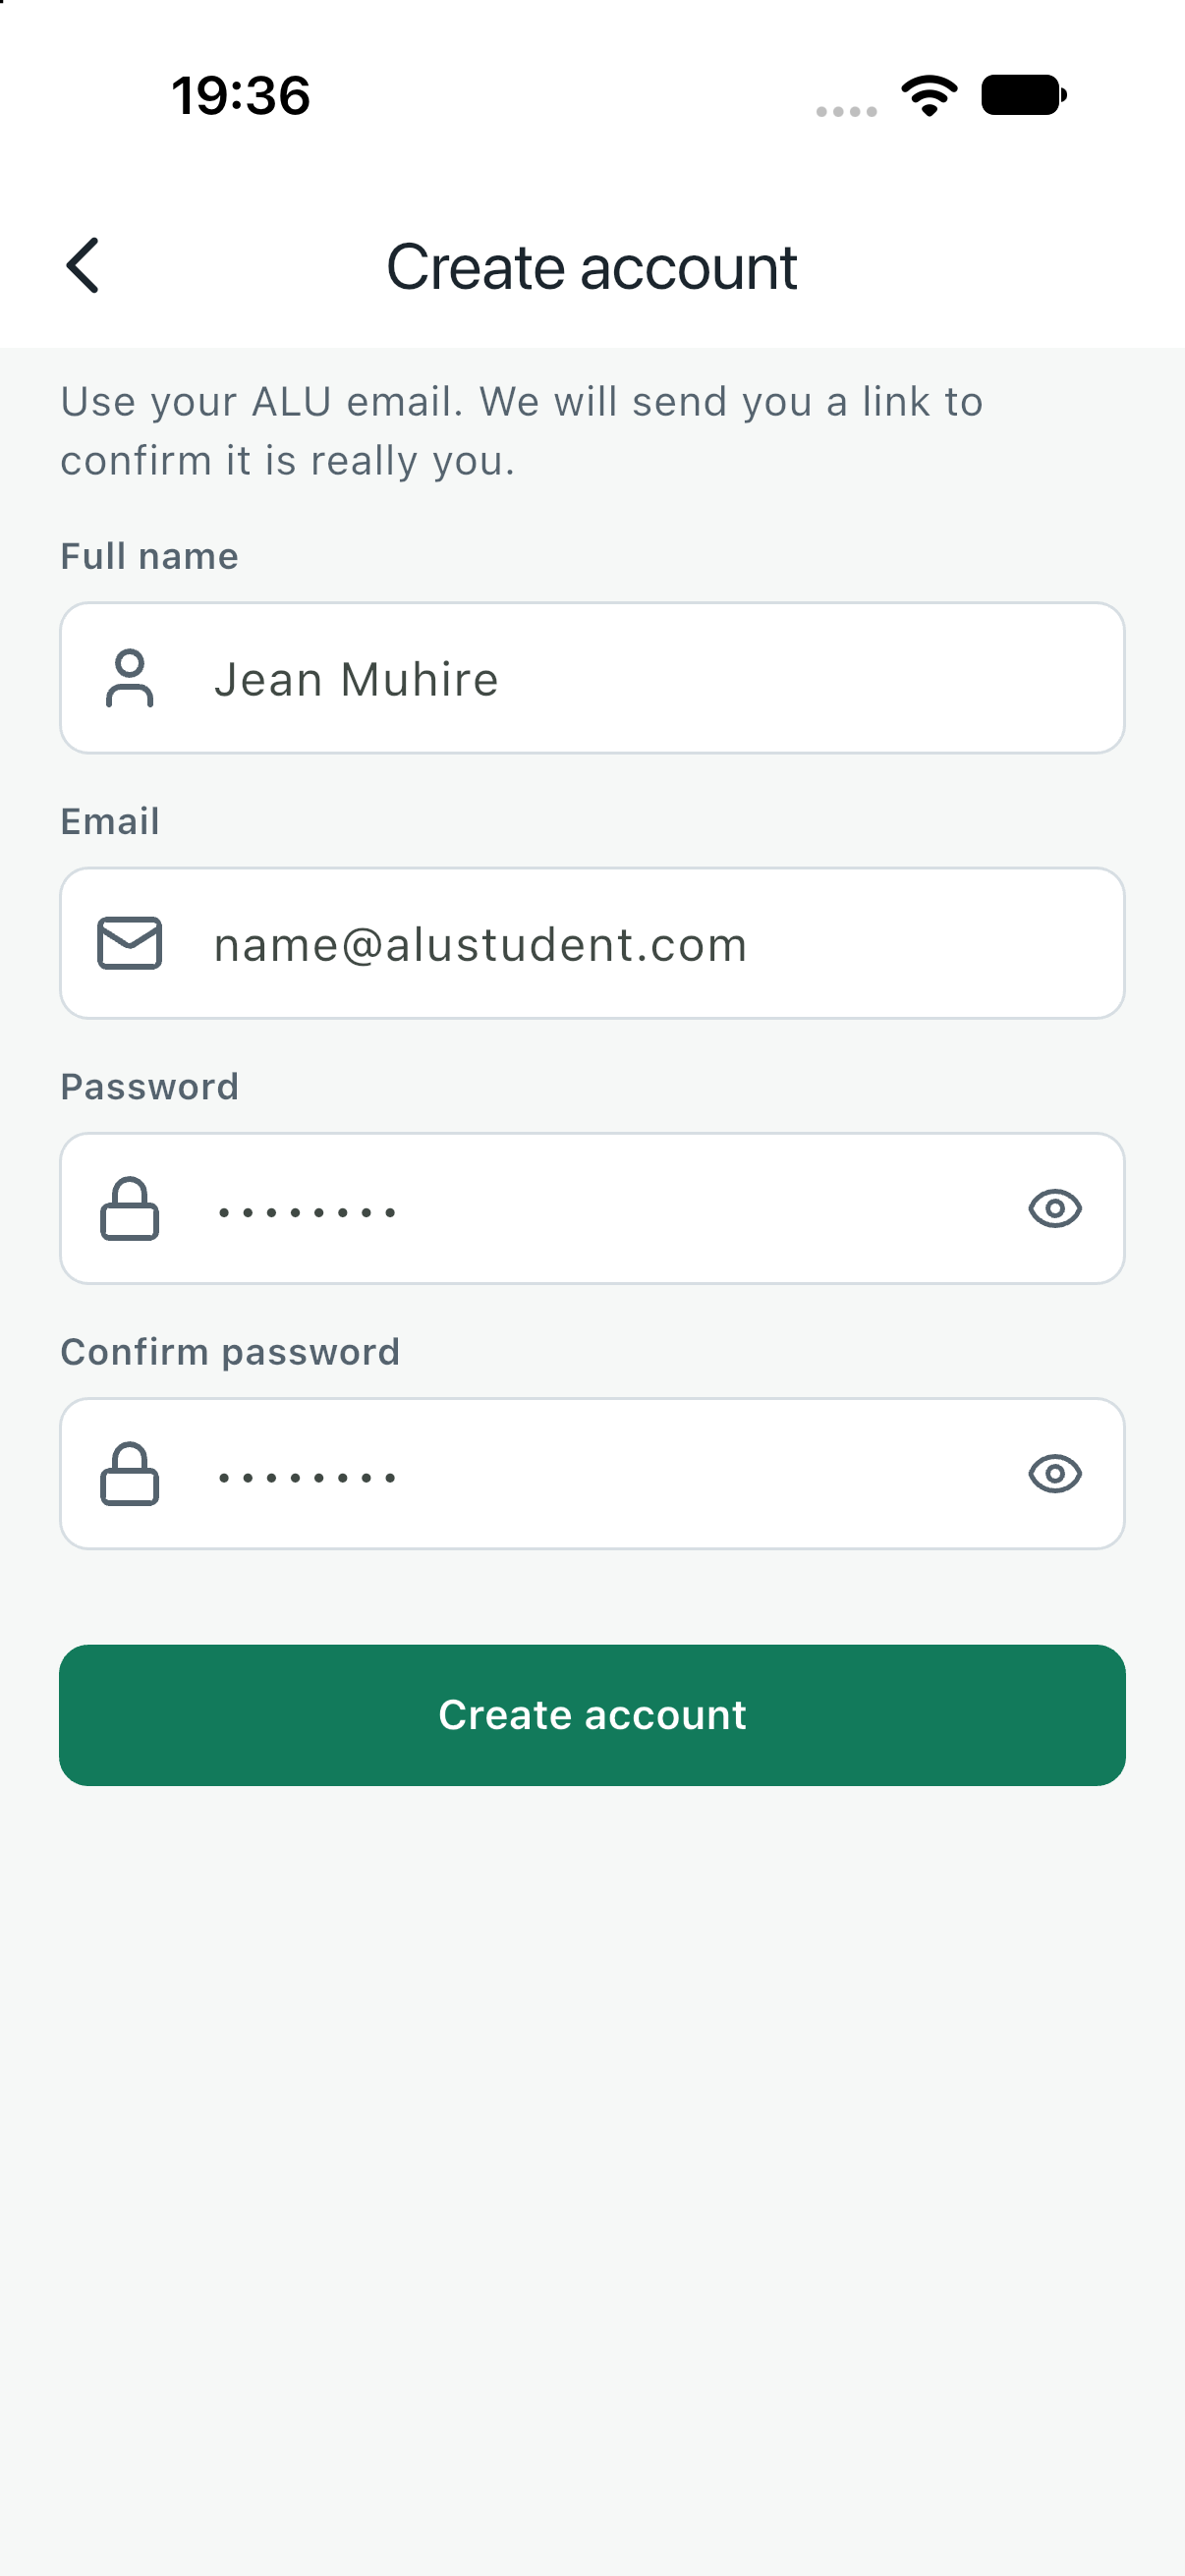 19:36
Create account
Use your ALU email. We will send you a link to
confirm it is really you.
Full name
Jean Muhire
Email
name@alustudent.com
Password
••••••••
Confirm password
••••••••
Create account